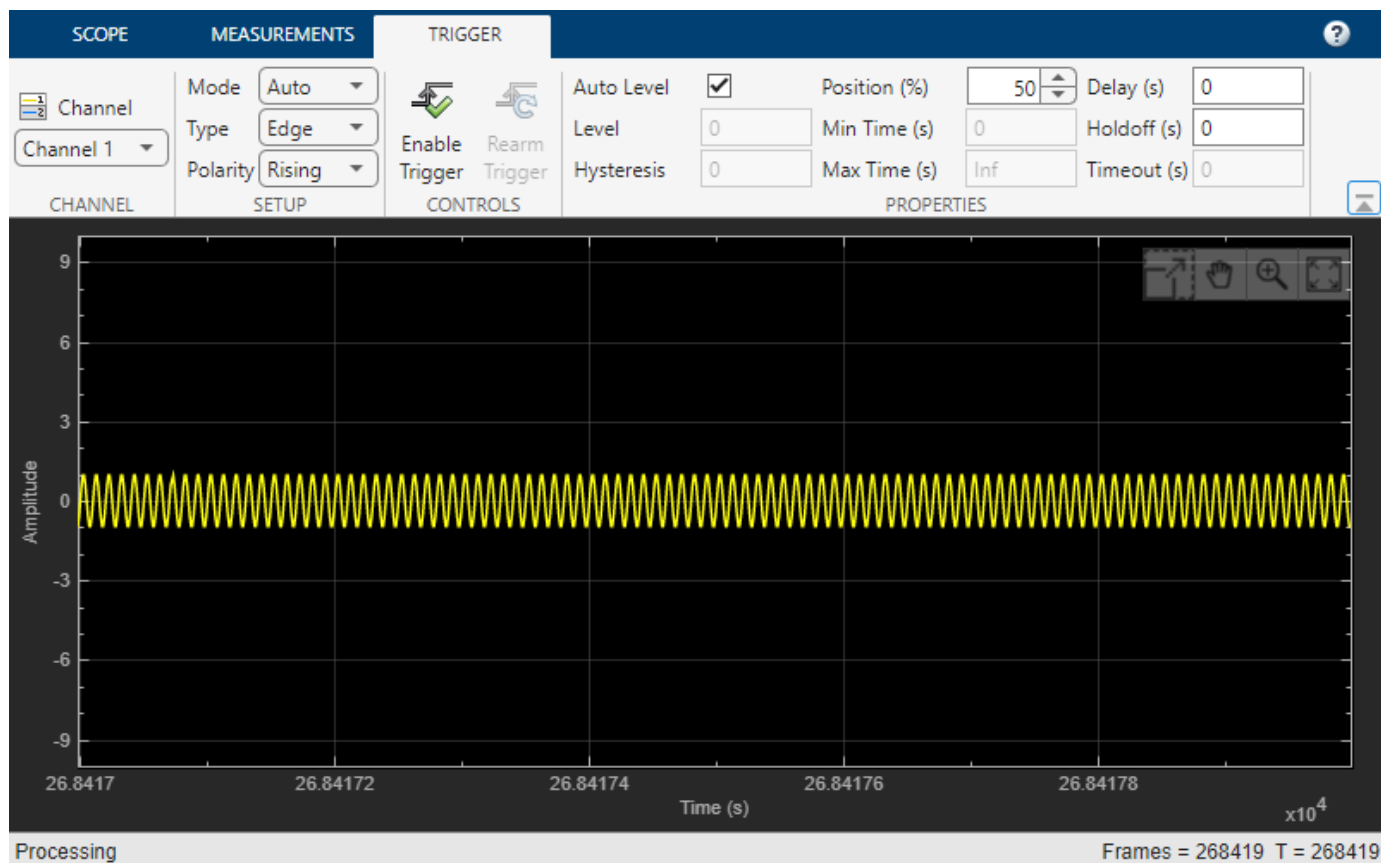 SCOPE MEASUREMENTS TRIGGER ?
Channel
Channel 1
CHANNEL
Mode Auto
Type Edge
Polarity Rising
SETUP
Enable Trigger
Rearm Trigger
CONTROLS
Auto Level Position (%) 50 Delay (s) 0
Level 0 Min Time (s) 0 Holdoff (s) 0
Hysteresis 0 Max Time (s) Inf Timeout (s) 0
PROPERTIES
9
6
3
0
-3
-6
-9
Amplitude
26.8417 26.84172 26.84174 26.84176 26.84178
Time (s)
x10^4
Processing Frames = 268419 T = 268419